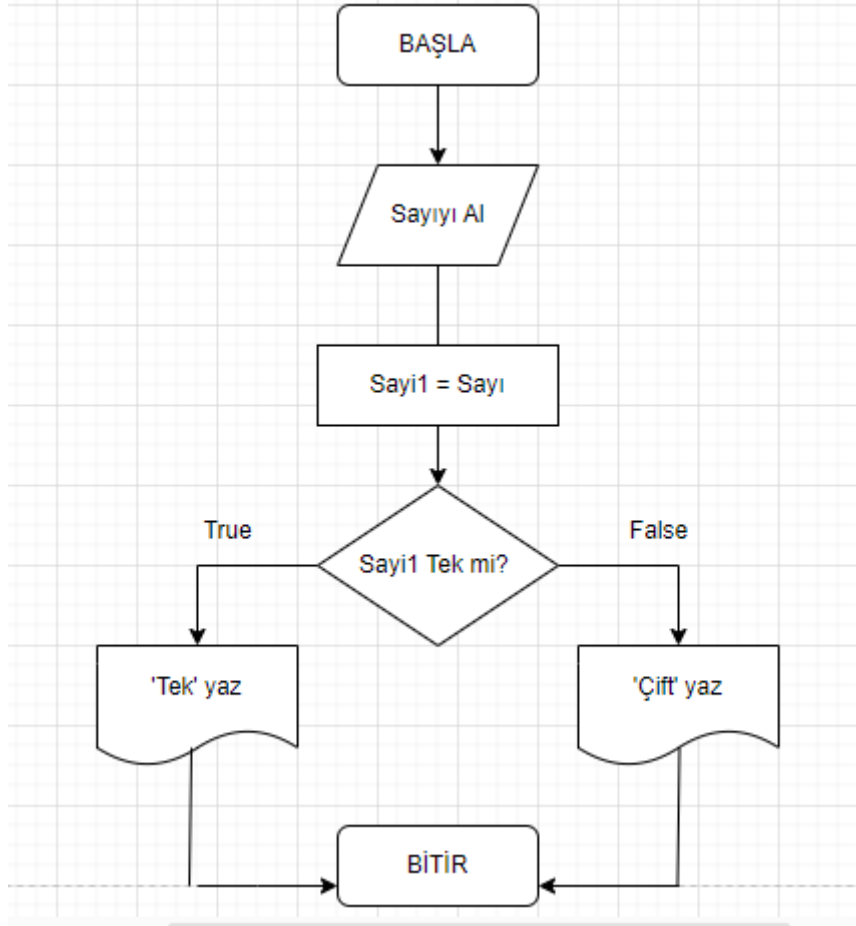 BAŞLA
Sayıyı Al
Sayi1 = Sayı
True
False
Sayi1 Tek mi?
'Tek' yaz
'Çift' yaz
BİTİR